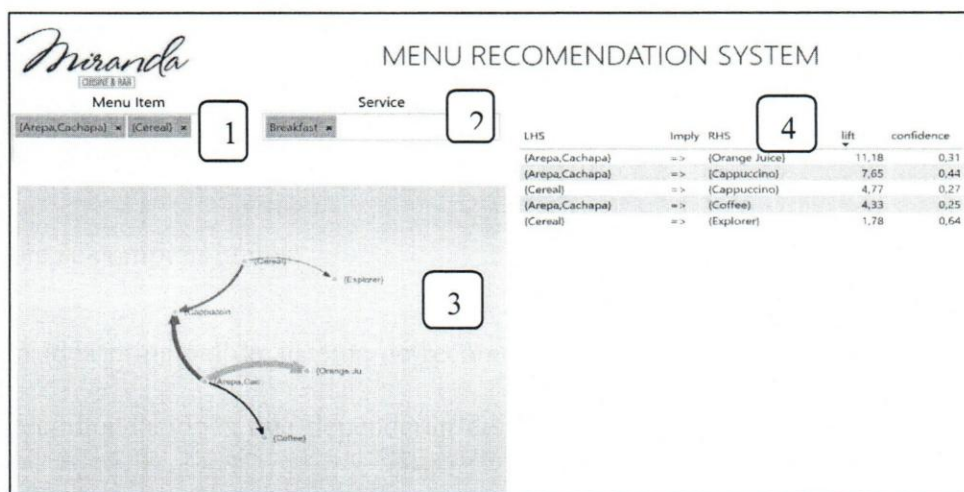 Miranda
CUISINE & BAR
MENU RECOMENDATION SYSTEM
Menu Item
Service
{Arepa,Cachapa} × {Cereal} ×
1
Breakfast ×
2
4
LHS Imply RHS lift confidence
{Arepa,Cachapa} => {Orange Juice} 11,18 0,31
{Arepa,Cachapa} => {Cappuccino} 7,65 0,44
{Cereal} => {Cappuccino} 4,77 0,27
{Arepa,Cachapa} => {Coffee} 4,33 0,25
{Cereal} => {Explorer} 1,78 0,64
{Cereal}
{Explorer}
3
{Cappuccin
{Orange Ju
{Arepa,Cac
{Coffee}